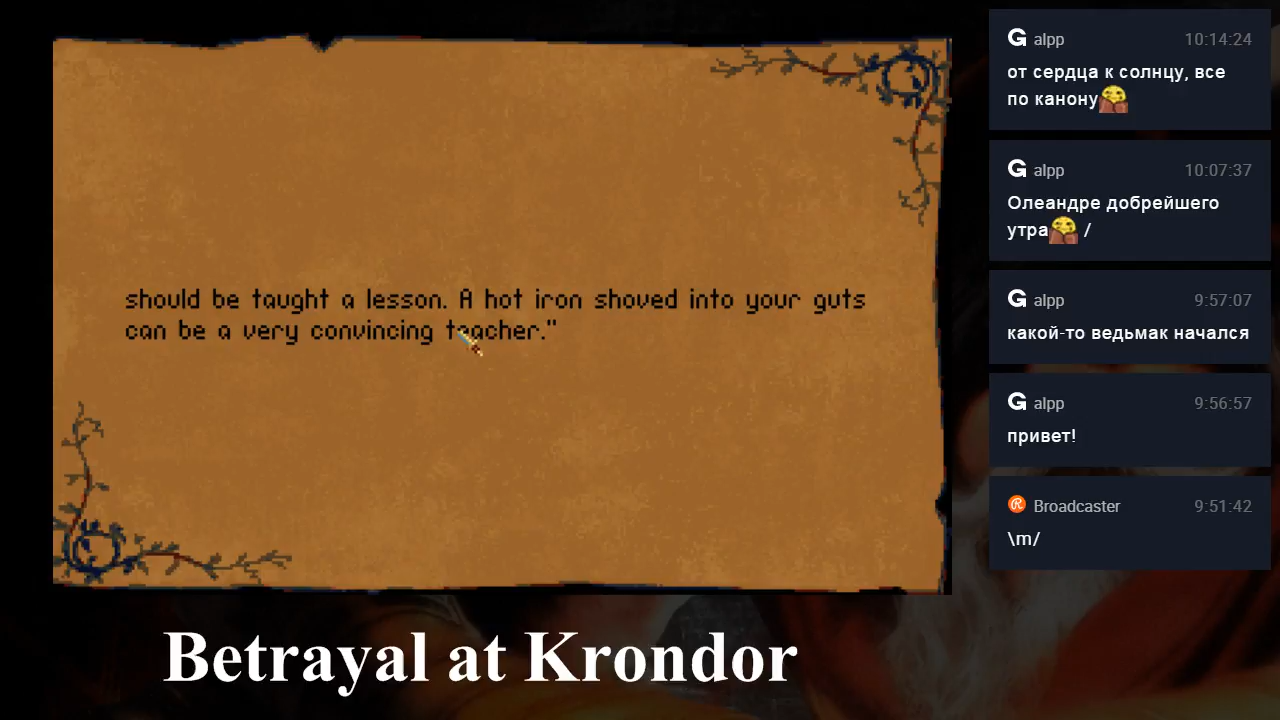 should be taught a lesson. A hot iron shoved into your guts
can be a very convincing teacher."
Betrayal at Krondor
G alpp 10:14:24
от сердца к солнцу, все
по канону
G alpp 10:07:37
Олеандре добрейшего
утра /
G alpp 9:57:07
какой-то ведьмак начался
G alpp 9:56:57
привет!
Broadcaster 9:51:42
\m/